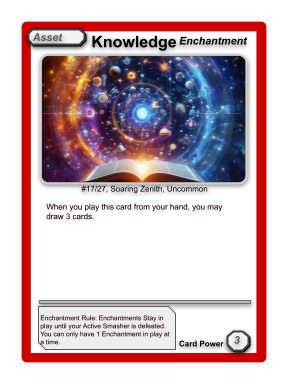 Asset
Knowledge Enchantment
#17/27, Soaring Zenith, Uncommon
When you play this card from your hand, you may
draw 3 cards.
Enchantment Rule: Enchantments Stay in
play until your Active Smasher is defeated.
You can only have 1 Enchantment in play at
a time.
Card Power 3